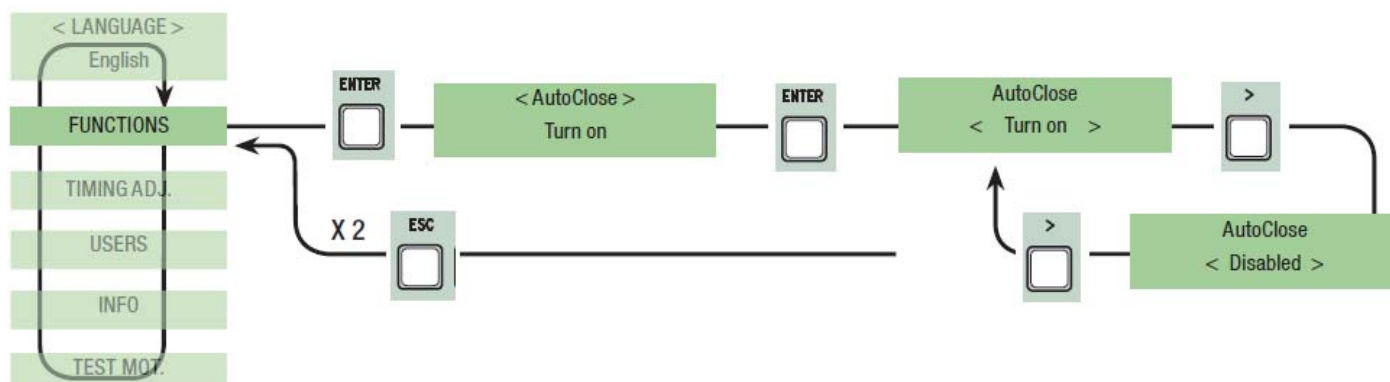 < LANGUAGE >
English
FUNCTIONS
TIMING ADJ.
USERS
INFO
TEST MOT.
ENTER
< AutoClose >
Turn on
ENTER
AutoClose
< Turn on >
>
AutoClose
< Disabled >
>
ESC
X 2